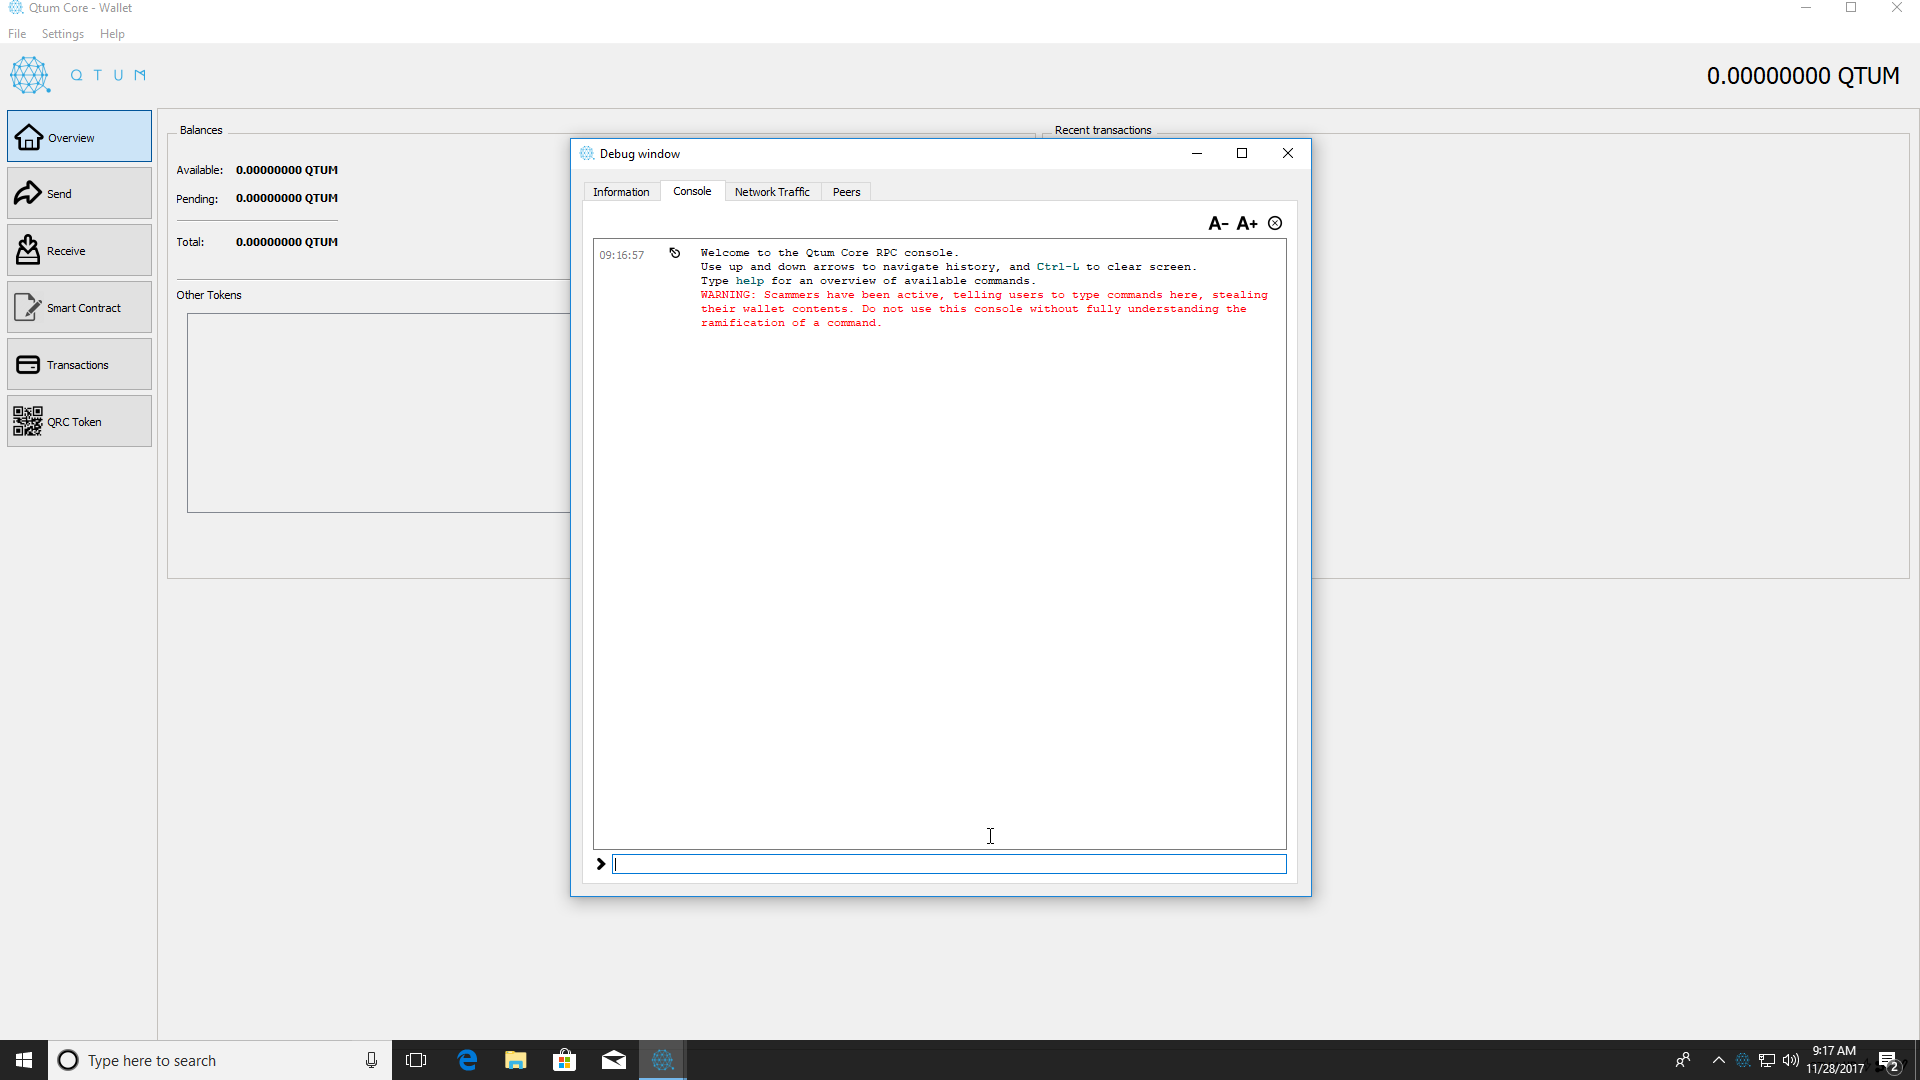 Qtum Core - Wallet
File Settings Help
QTUM
0.00000000 QTUM
Overview
Send
Receive
Smart Contract
Transactions
QRC Token
Balances
Available: 0.00000000 QTUM
Pending: 0.00000000 QTUM
Total: 0.00000000 QTUM
Other Tokens
Recent transactions
Debug window
Information Console Network Traffic Peers
A- A+
09:16:57
Welcome to the Qtum Core RPC console.
Use up and down arrows to navigate history, and Ctrl-L to clear screen.
Type help for an overview of available commands.
WARNING: Scammers have been active, telling users to type commands here, stealing
their wallet contents. Do not use this console without fully understanding the
ramification of a command.
Type here to search
9:17 AM
11/28/2017
2